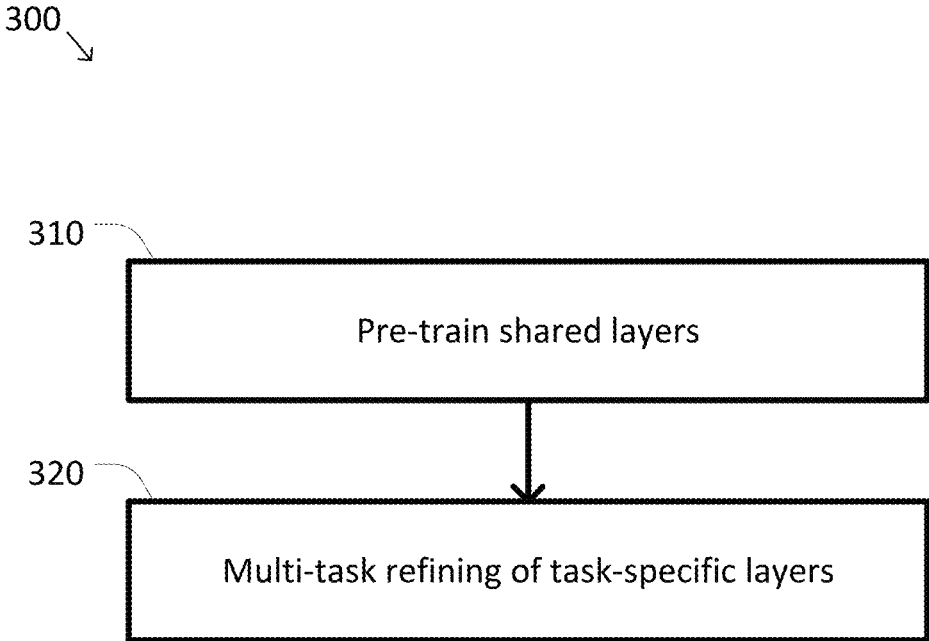 300
310
Pre-train shared layers
320
Multi-task refining of task-specific layers